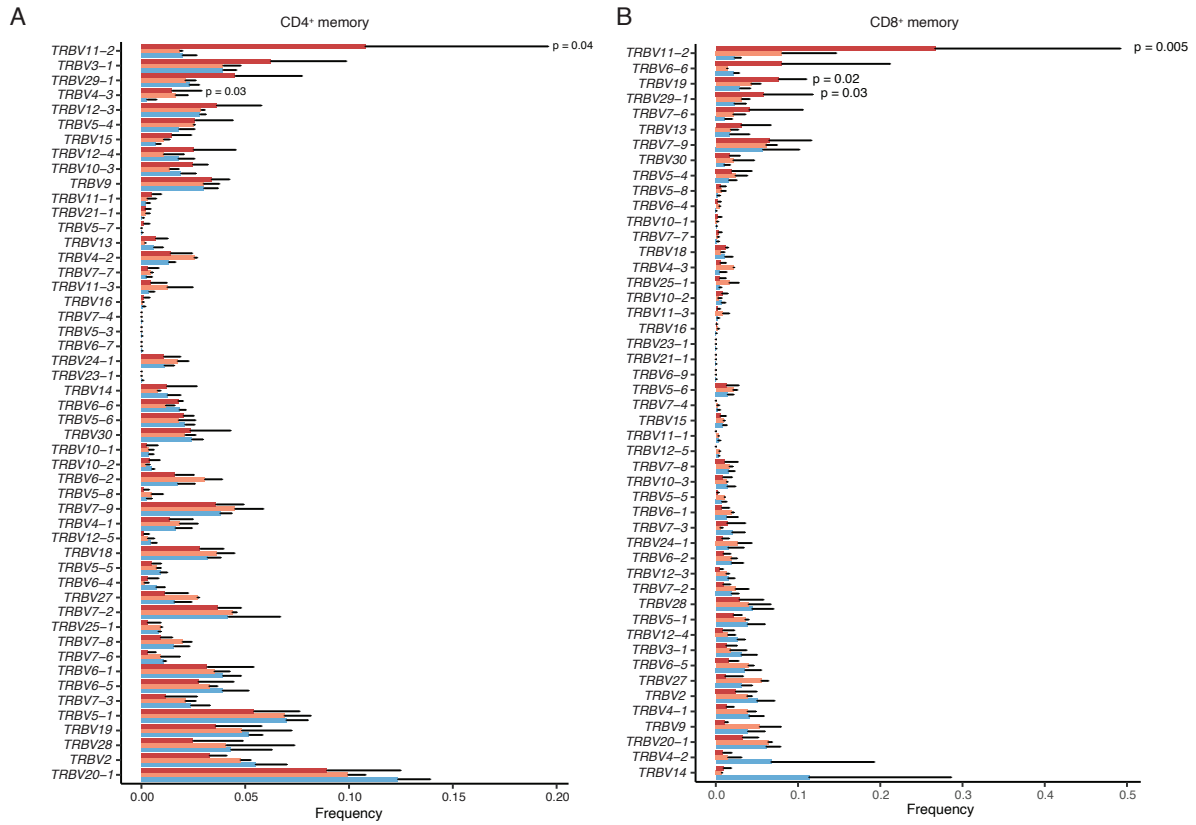 A
CD4+ memory
TRBV11-2
p = 0.04
TRBV3-1
TRBV29-1
TRBV4-3
p = 0.03
TRBV12-3
TRBV5-4
TRBV15
TRBV12-4
TRBV10-3
TRBV9
TRBV11-1
TRBV21-1
TRBV5-7
TRBV13
TRBV4-2
TRBV7-7
TRBV11-3
TRBV16
TRBV7-4
TRBV5-3
TRBV6-7
TRBV24-1
TRBV23-1
TRBV14
TRBV6-6
TRBV5-6
TRBV30
TRBV10-1
TRBV10-2
TRBV6-2
TRBV5-8
TRBV7-9
TRBV4-1
TRBV12-5
TRBV18
TRBV5-5
TRBV6-4
TRBV27
TRBV7-2
TRBV25-1
TRBV7-8
TRBV7-6
TRBV6-1
TRBV6-5
TRBV7-3
TRBV5-1
TRBV19
TRBV28
TRBV2
TRBV20-1
0.00 0.05 0.10 0.15 0.20
Frequency
B
CD8+ memory
TRBV11-2
p = 0.005
TRBV6-6
TRBV19
p = 0.02
TRBV29-1
p = 0.03
TRBV7-6
TRBV13
TRBV7-9
TRBV30
TRBV5-4
TRBV5-8
TRBV6-4
TRBV10-1
TRBV7-7
TRBV18
TRBV4-3
TRBV25-1
TRBV10-2
TRBV11-3
TRBV16
TRBV23-1
TRBV21-1
TRBV6-9
TRBV5-6
TRBV7-4
TRBV15
TRBV11-1
TRBV12-5
TRBV7-8
TRBV10-3
TRBV5-5
TRBV6-1
TRBV7-3
TRBV24-1
TRBV6-2
TRBV12-3
TRBV7-2
TRBV28
TRBV5-1
TRBV12-4
TRBV3-1
TRBV6-5
TRBV27
TRBV2
TRBV4-1
TRBV9
TRBV20-1
TRBV4-2
TRBV14
0.0 0.1 0.2 0.3 0.4 0.5
Frequency